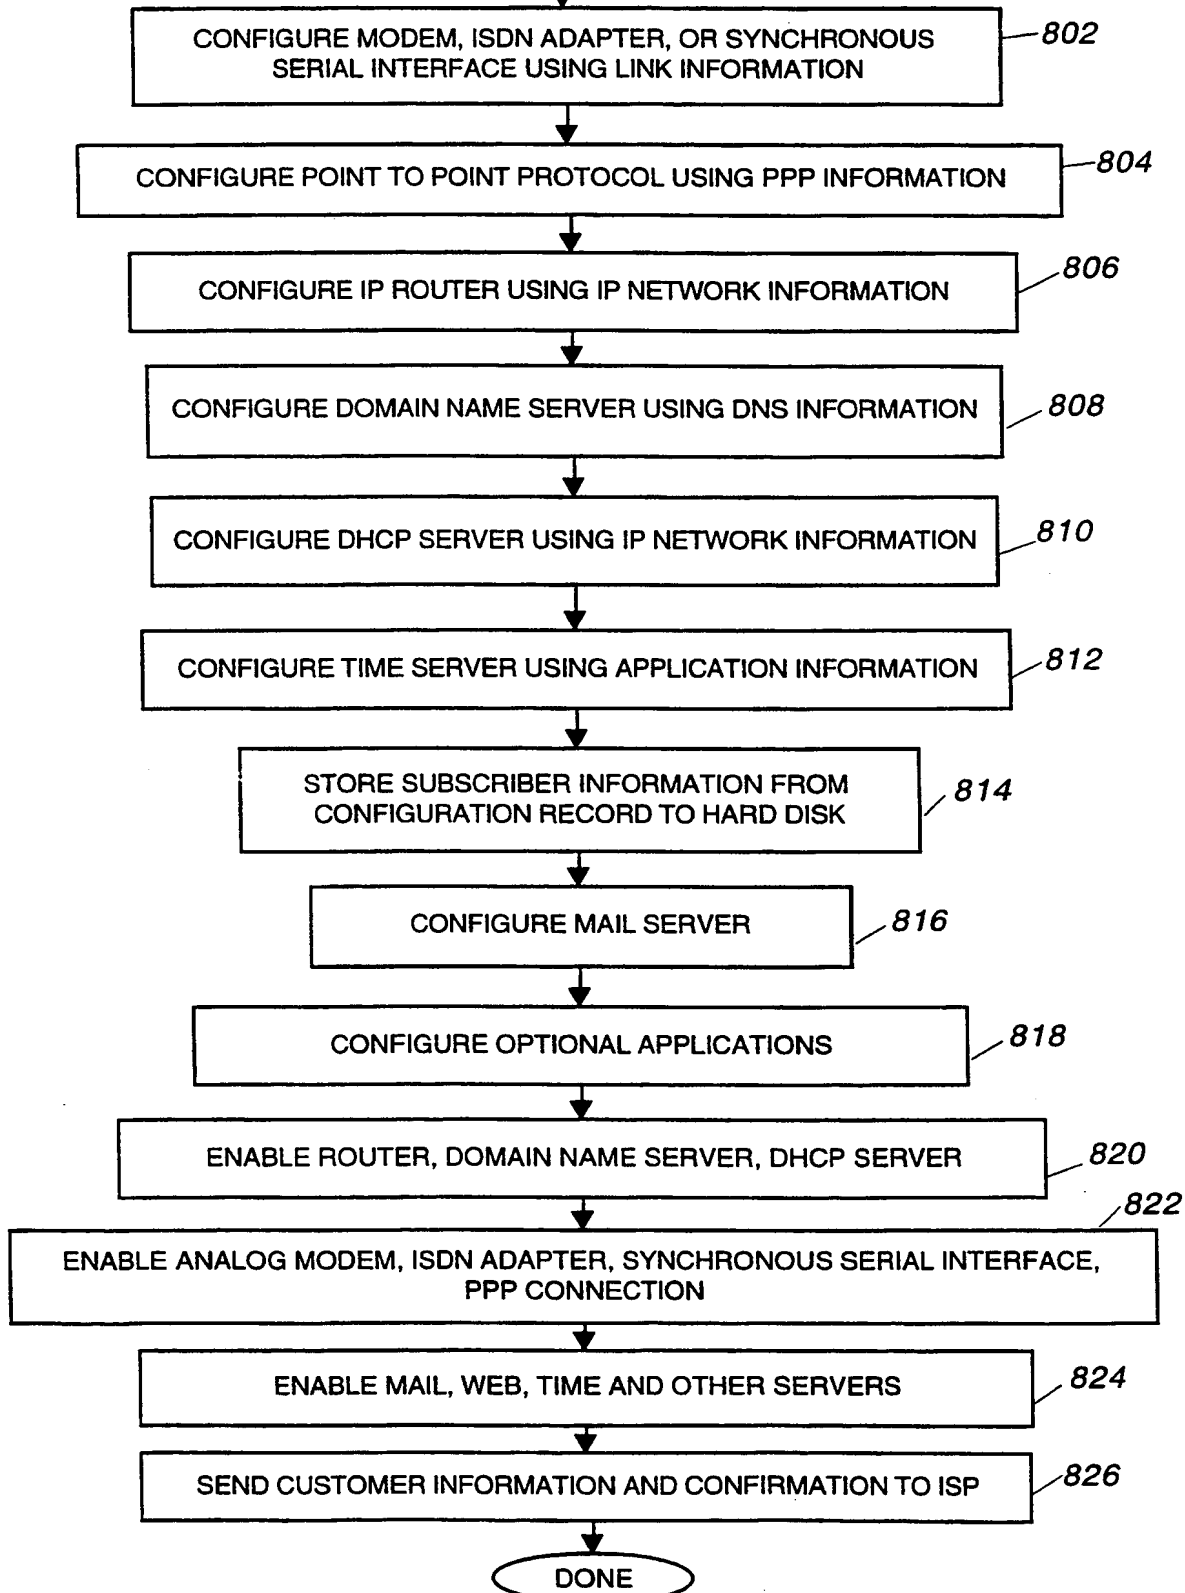 CONFIGURE MODEM, ISDN ADAPTER, OR SYNCHRONOUS
SERIAL INTERFACE USING LINK INFORMATION
802
CONFIGURE POINT TO POINT PROTOCOL USING PPP INFORMATION
804
CONFIGURE IP ROUTER USING IP NETWORK INFORMATION
806
CONFIGURE DOMAIN NAME SERVER USING DNS INFORMATION
808
CONFIGURE DHCP SERVER USING IP NETWORK INFORMATION
810
CONFIGURE TIME SERVER USING APPLICATION INFORMATION
812
STORE SUBSCRIBER INFORMATION FROM
CONFIGURATION RECORD TO HARD DISK
814
CONFIGURE MAIL SERVER
816
CONFIGURE OPTIONAL APPLICATIONS
818
ENABLE ROUTER, DOMAIN NAME SERVER, DHCP SERVER
820
822
ENABLE ANALOG MODEM, ISDN ADAPTER, SYNCHRONOUS SERIAL INTERFACE,
PPP CONNECTION
ENABLE MAIL, WEB, TIME AND OTHER SERVERS
824
SEND CUSTOMER INFORMATION AND CONFIRMATION TO ISP
826
DONE